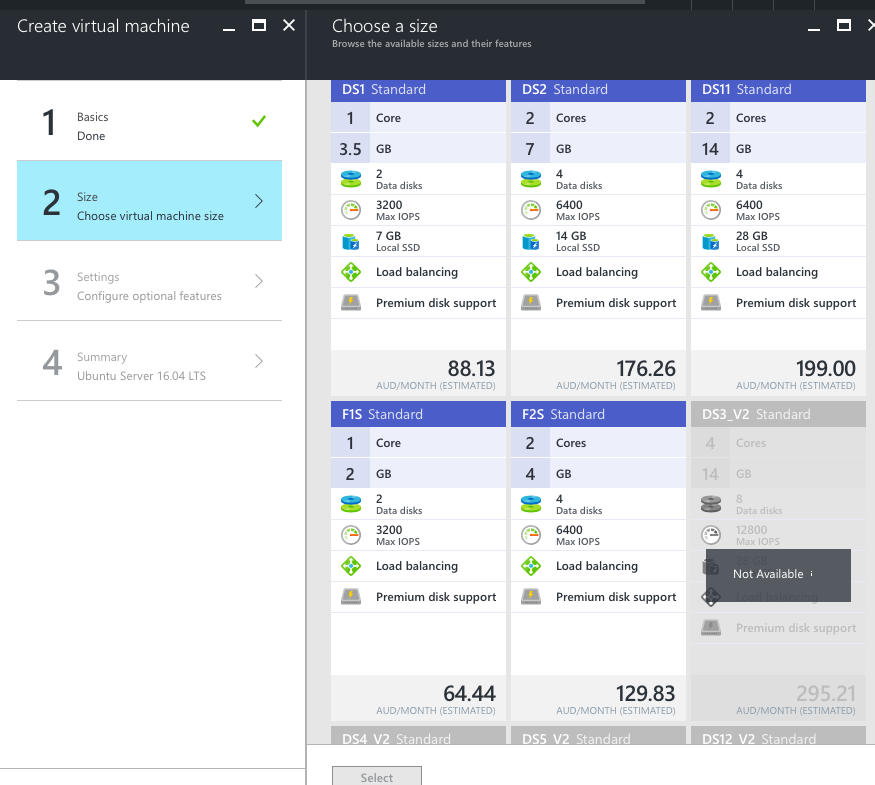 Create virtual machine
1
Basics
Done
2
Size
Choose virtual machine size
3
Settings
Configure optional features
4
Summary
Ubuntu Server 16.04 LTS
Choose a size
Browse the available sizes and their features
DS1 Standard
1 Core
3.5 GB
2
Data disks
3200
Max IOPS
7 GB
Local SSD
Load balancing
Premium disk support
88.13
AUD/MONTH (ESTIMATED)
DS2 Standard
2 Cores
7 GB
4
Data disks
6400
Max IOPS
14 GB
Local SSD
Load balancing
Premium disk support
176.26
AUD/MONTH (ESTIMATED)
DS11 Standard
2 Cores
14 GB
4
Data disks
6400
Max IOPS
28 GB
Local SSD
Load balancing
Premium disk support
199.00
AUD/MONTH (ESTIMATED)
F1S Standard
1 Core
2 GB
2
Data disks
3200
Max IOPS
Load balancing
Premium disk support
64.44
AUD/MONTH (ESTIMATED)
F2S Standard
2 Cores
4 GB
4
Data disks
6400
Max IOPS
Load balancing
Premium disk support
129.83
AUD/MONTH (ESTIMATED)
DS3_V2 Standard
4 Cores
14 GB
8
Data disks
12800
Max IOPS
Not Available i
Load balancing
Premium disk support
295.21
AUD/MONTH (ESTIMATED)
DS4_V2 Standard
DS5_V2 Standard
DS12_V2 Standard
Select